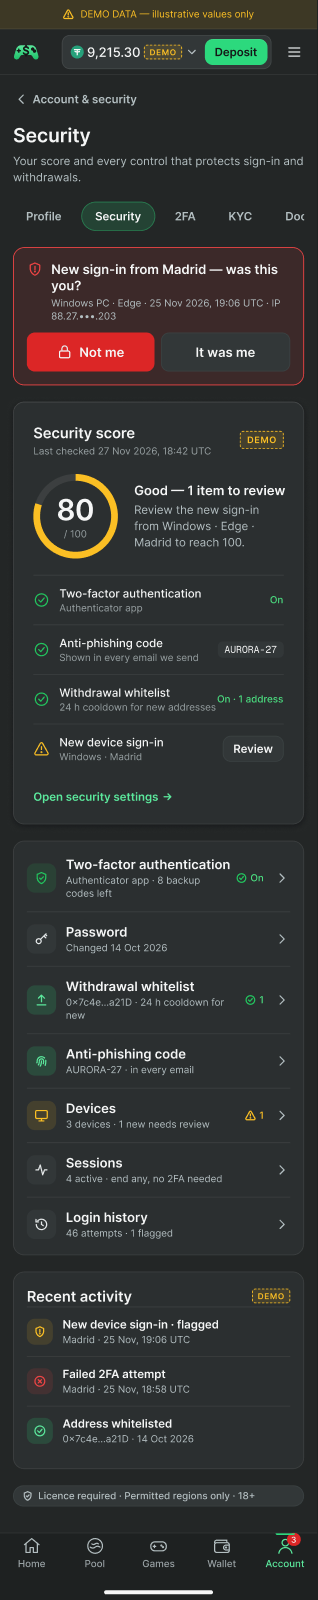 DEMO DATA — illustrative values only
9,215.30 DEMO Deposit
Account & security
Security
Your score and every control that protects sign-in and
withdrawals.
Profile Security 2FA KYC Doc
New sign-in from Madrid — was this
you?
Windows PC · Edge · 25 Nov 2026, 19:06 UTC · IP
88.27.•••.203
Not me It was me
Security score
Last checked 27 Nov 2026, 18:42 UTC
DEMO
80
/ 100
Good — 1 item to review
Review the new sign-in
from Windows · Edge ·
Madrid to reach 100.
Two-factor authentication
Authenticator app
On
Anti-phishing code
Shown in every email we send
AURORA-27
Withdrawal whitelist
24 h cooldown for new addresses
On · 1 address
New device sign-in
Windows · Madrid
Review
Open security settings →
Two-factor authentication
Authenticator app · 8 backup
codes left
On
Password
Changed 14 Oct 2026
Withdrawal whitelist
0×7c4e…a21D · 24 h cooldown for
new
1
Anti-phishing code
AURORA-27 · in every email
Devices
3 devices · 1 new needs review
1
Sessions
4 active · end any, no 2FA needed
Login history
46 attempts · 1 flagged
Recent activity
DEMO
New device sign-in · flagged
Madrid · 25 Nov, 19:06 UTC
Failed 2FA attempt
Madrid · 25 Nov, 18:58 UTC
Address whitelisted
0×7c4e…a21D · 14 Oct 2026
Licence required · Permitted regions only · 18+
3
Home Pool Games Wallet Account